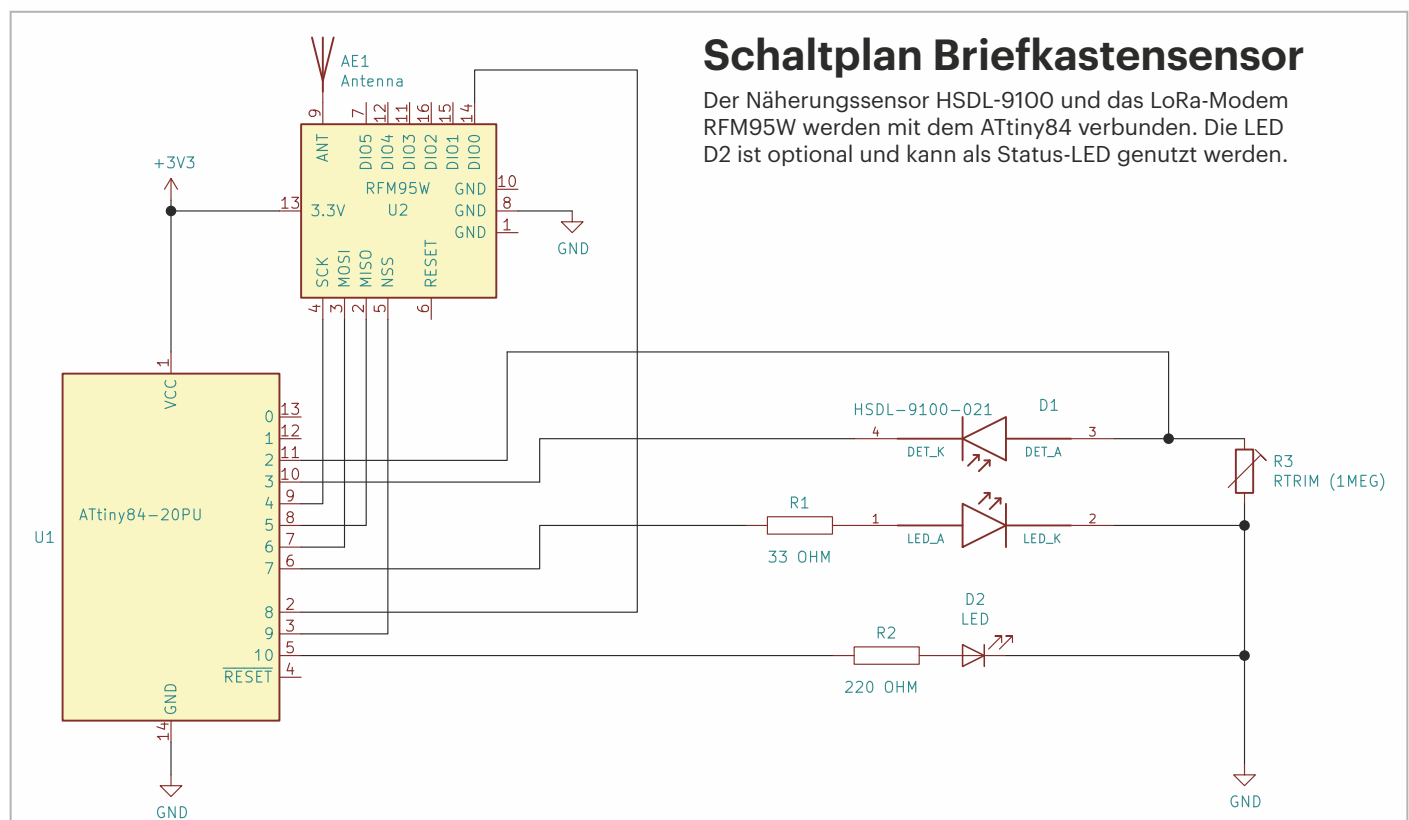 Schaltplan Briefkastensensor
Der Näherungssensor HSDL-9100 und das LoRa-Modem
RFM95W werden mit dem ATtiny84 verbunden. Die LED
D2 ist optional und kann als Status-LED genutzt werden.
AE1
Antenna
9
7
12
11
16
15
14
ANT
DIO5
DIO4
DIO3
DIO2
DIO1
DIO0
RFM95W
U2
+3V3
13
3.3V
GND
10
GND
8
GND
1
GND
SCK
MOSI
MISO
NSS
RESET
4
3
2
5
6
1
VCC
0
13
1
12
2
11
3
10
4
9
5
8
6
7
7
6
8
2
9
3
10
5
RESET
4
ATtiny84-20PU
U1
GND
14
GND
HSDL-9100-021
D1
4
3
DET_K
DET_A
R3
RTRIM (1MEG)
R1
33 OHM
1
2
LED_A
LED_K
D2
LED
R2
220 OHM
GND